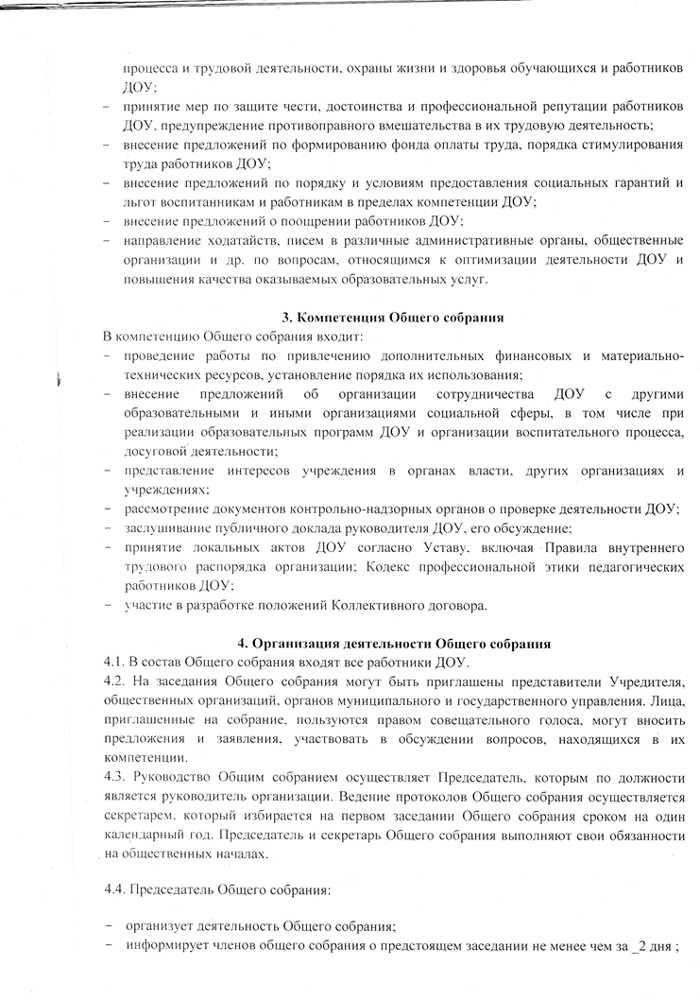 процесса и трудовой деятельности, охраны жизни и здоровья обучающихся и работников
ДОУ;
– принятие мер по защите чести, достоинства и профессиональной репутации работников
ДОУ, предупреждение противоправного вмешательства в их трудовую деятельность;
– внесение предложений по формированию фонда оплаты труда, порядка стимулирования
труда работников ДОУ;
– внесение предложений по порядку и условиям предоставления социальных гарантий и
льгот воспитанникам и работникам в пределах компетенции ДОУ;
– внесение предложений о поощрении работников ДОУ;
– направление ходатайств, писем в различные административные органы, общественные
организации и др. по вопросам, относящимся к оптимизации деятельности ДОУ и
повышения качества оказываемых образовательных услуг.
3. Компетенция Общего собрания
В компетенцию Общего собрания входит:
– проведение работы по привлечению дополнительных финансовых и материально-
технических ресурсов, установление порядка их использования;
– внесение предложений об организации сотрудничества ДОУ с другими
образовательными и иными организациями социальной сферы, в том числе при
реализации образовательных программ ДОУ и организации воспитательного процесса,
досуговой деятельности;
– представление интересов учреждения в органах власти, других организациях и
учреждениях;
– рассмотрение документов контрольно-надзорных органов о проверке деятельности ДОУ;
– заслушивание публичного доклада руководителя ДОУ, его обсуждение;
– принятие локальных актов ДОУ согласно Уставу, включая Правила внутреннего
трудового распорядка организации; Кодекс профессиональной этики педагогических
работников ДОУ;
– участие в разработке положений Коллективного договора.
4. Организация деятельности Общего собрания
4.1. В состав Общего собрания входят все работники ДОУ.
4.2. На заседания Общего собрания могут быть приглашены представители Учредителя,
общественных организаций, органов муниципального и государственного управления. Лица,
приглашенные на собрание, пользуются правом совещательного голоса, могут вносить
предложения и заявления, участвовать в обсуждении вопросов, находящихся в их
компетенции.
4.3. Руководство Общим собранием осуществляет Председатель, которым по должности
является руководитель организации. Ведение протоколов Общего собрания осуществляется
секретарем, который избирается на первом заседании Общего собрания сроком на один
календарный год. Председатель и секретарь Общего собрания выполняют свои обязанности
на общественных началах.
4.4. Председатель Общего собрания:
– организует деятельность Общего собрания;
– информирует членов общего собрания о предстоящем заседании не менее чем за _2 дня ;